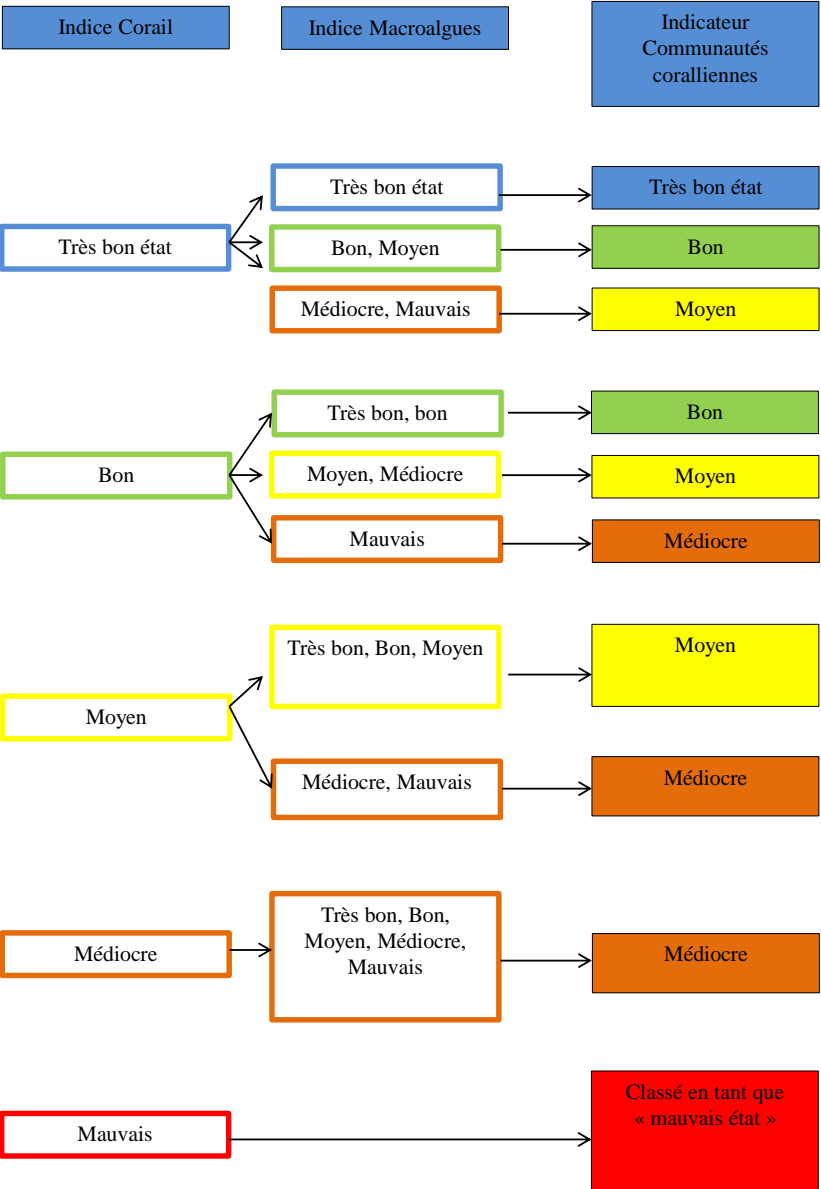 Indice Corail
Indice Macroalgues
Indicateur
Communautés
coralliennes
Très bon état
Très bon état
Très bon état
Bon, Moyen
Bon
Médiocre, Mauvais
Moyen
Bon
Très bon, bon
Bon
Moyen, Médiocre
Moyen
Mauvais
Médiocre
Moyen
Très bon, Bon, Moyen
Moyen
Médiocre, Mauvais
Médiocre
Médiocre
Très bon, Bon,
Moyen, Médiocre,
Mauvais
Médiocre
Mauvais
Classé en tant que
« mauvais état »